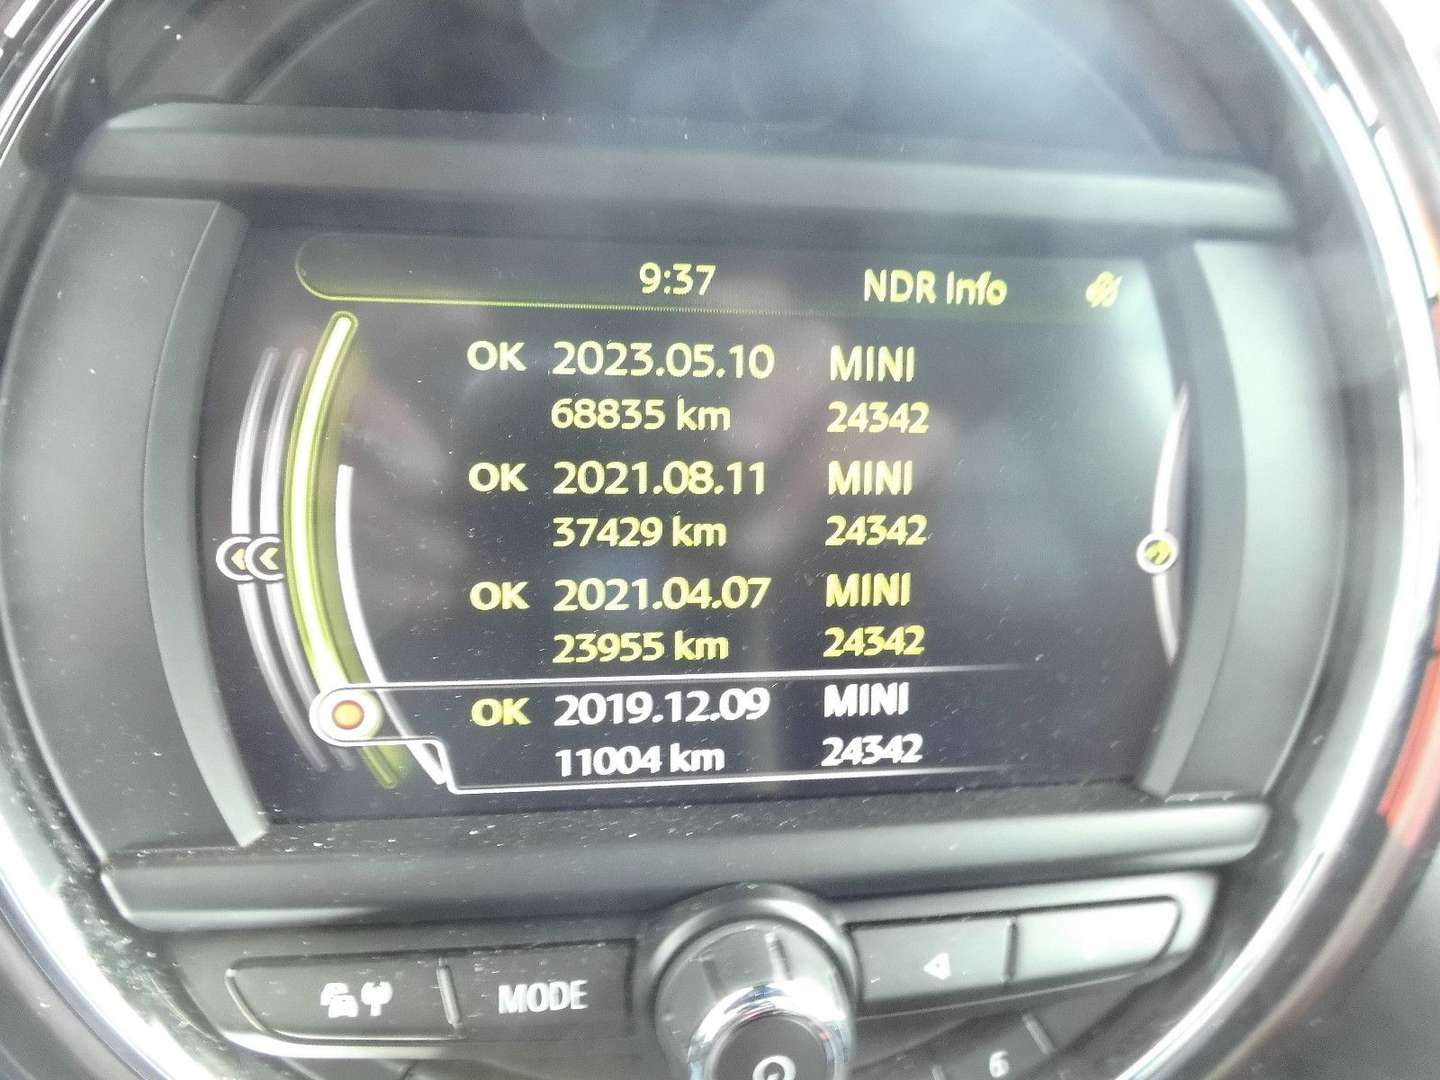 9:37 NDR Info
OK 2023.05.10 MINI
68835 km 24342
OK 2021.08.11 MINI
37429 km 24342
OK 2021.04.07 MINI
23955 km 24342
OK 2019.12.09 MINI
11004 km 24342
MODE
6